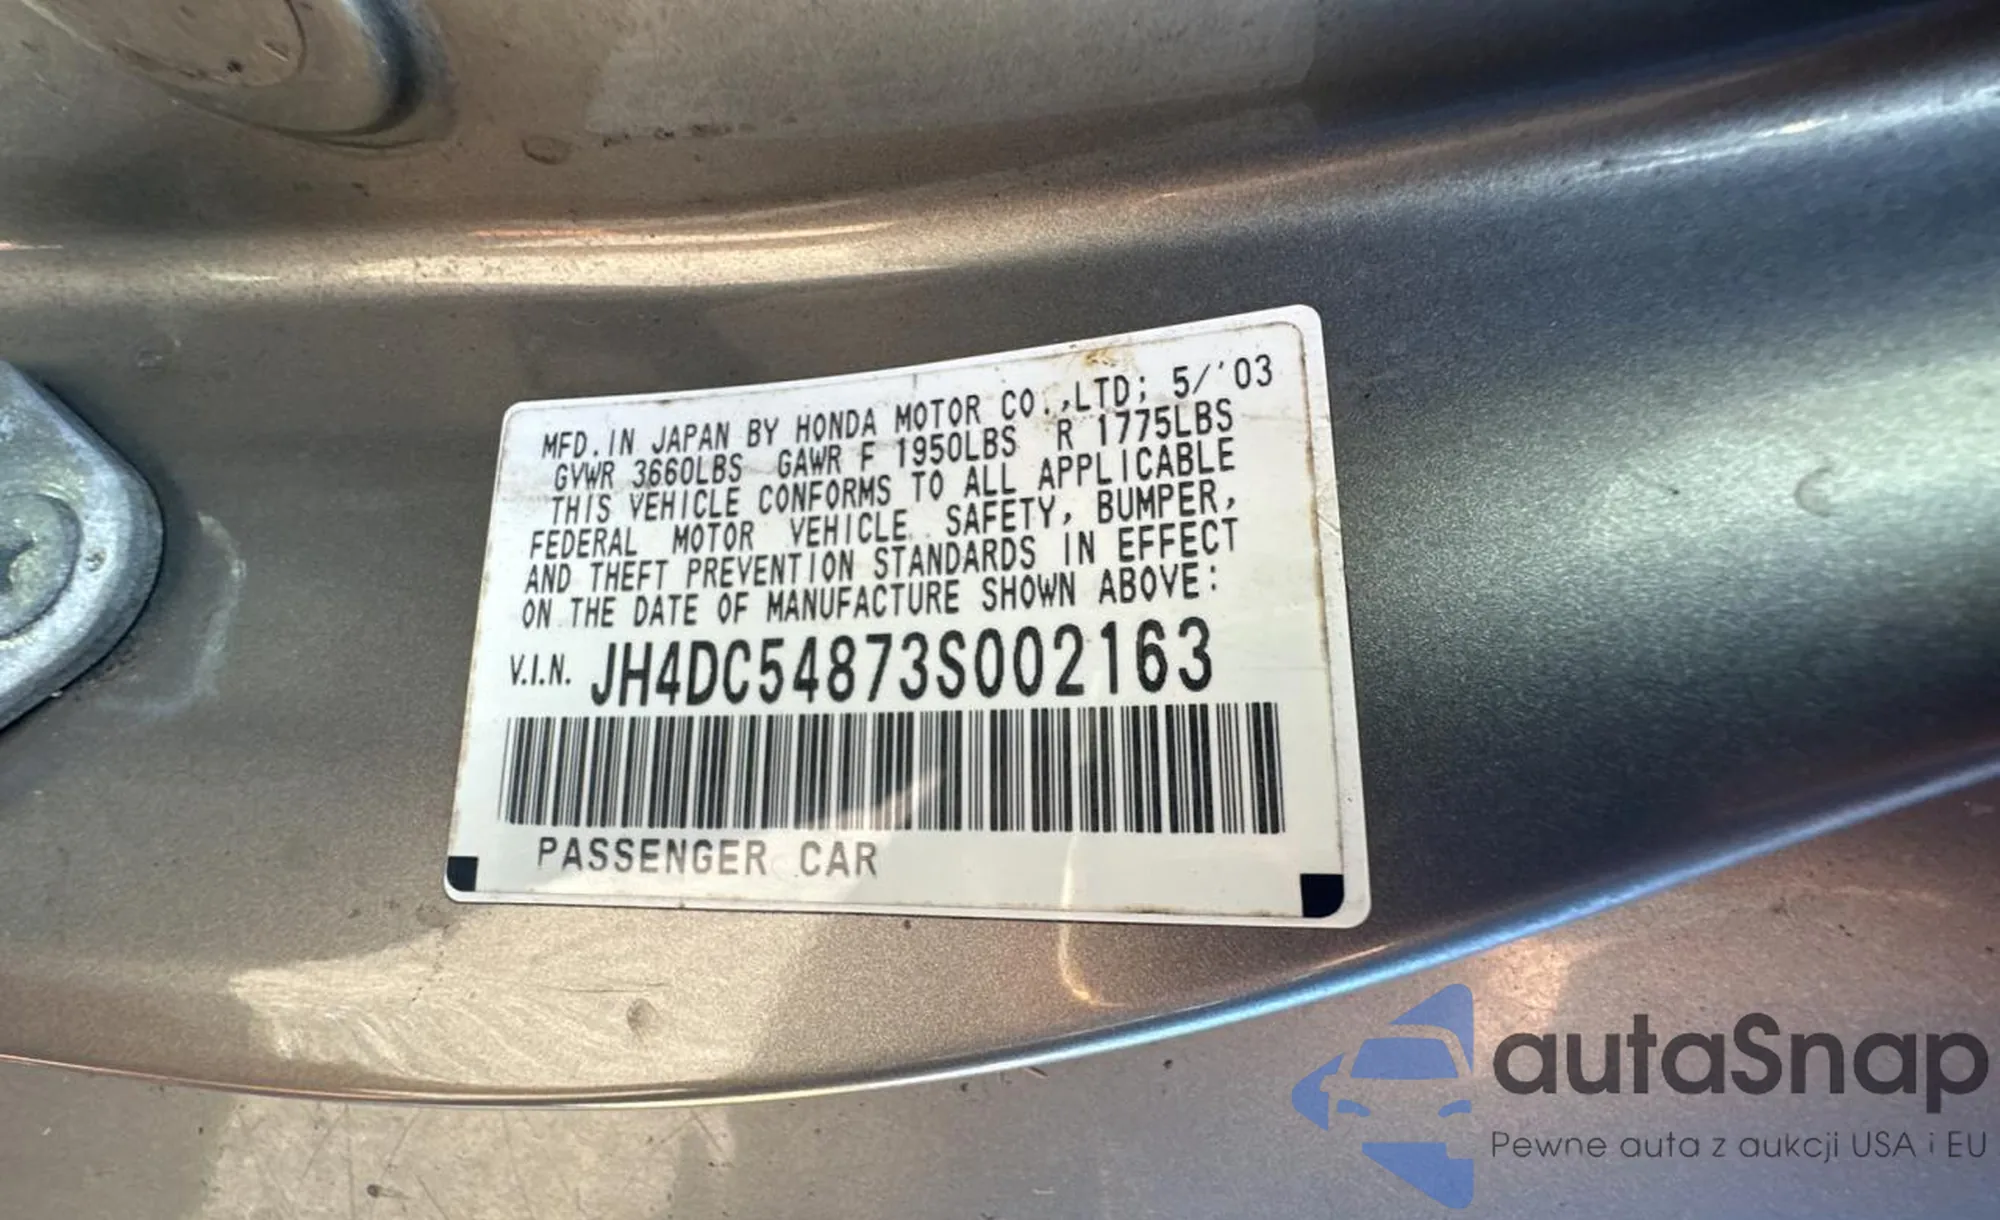 MFD. IN JAPAN BY HONDA MOTOR CO.,LTD; 5/'03
GVWR 3660LBS GAWR F 1950LBS R 1775LBS
THIS VEHICLE CONFORMS TO ALL APPLICABLE
FEDERAL MOTOR VEHICLE SAFETY, BUMPER,
AND THEFT PREVENTION STANDARDS IN EFFECT
ON THE DATE OF MANUFACTURE SHOWN ABOVE:
V.I.N. JH4DC54873S002163
PASSENGER CAR
autaSnap
Pewne auta z aukcji USA i EU